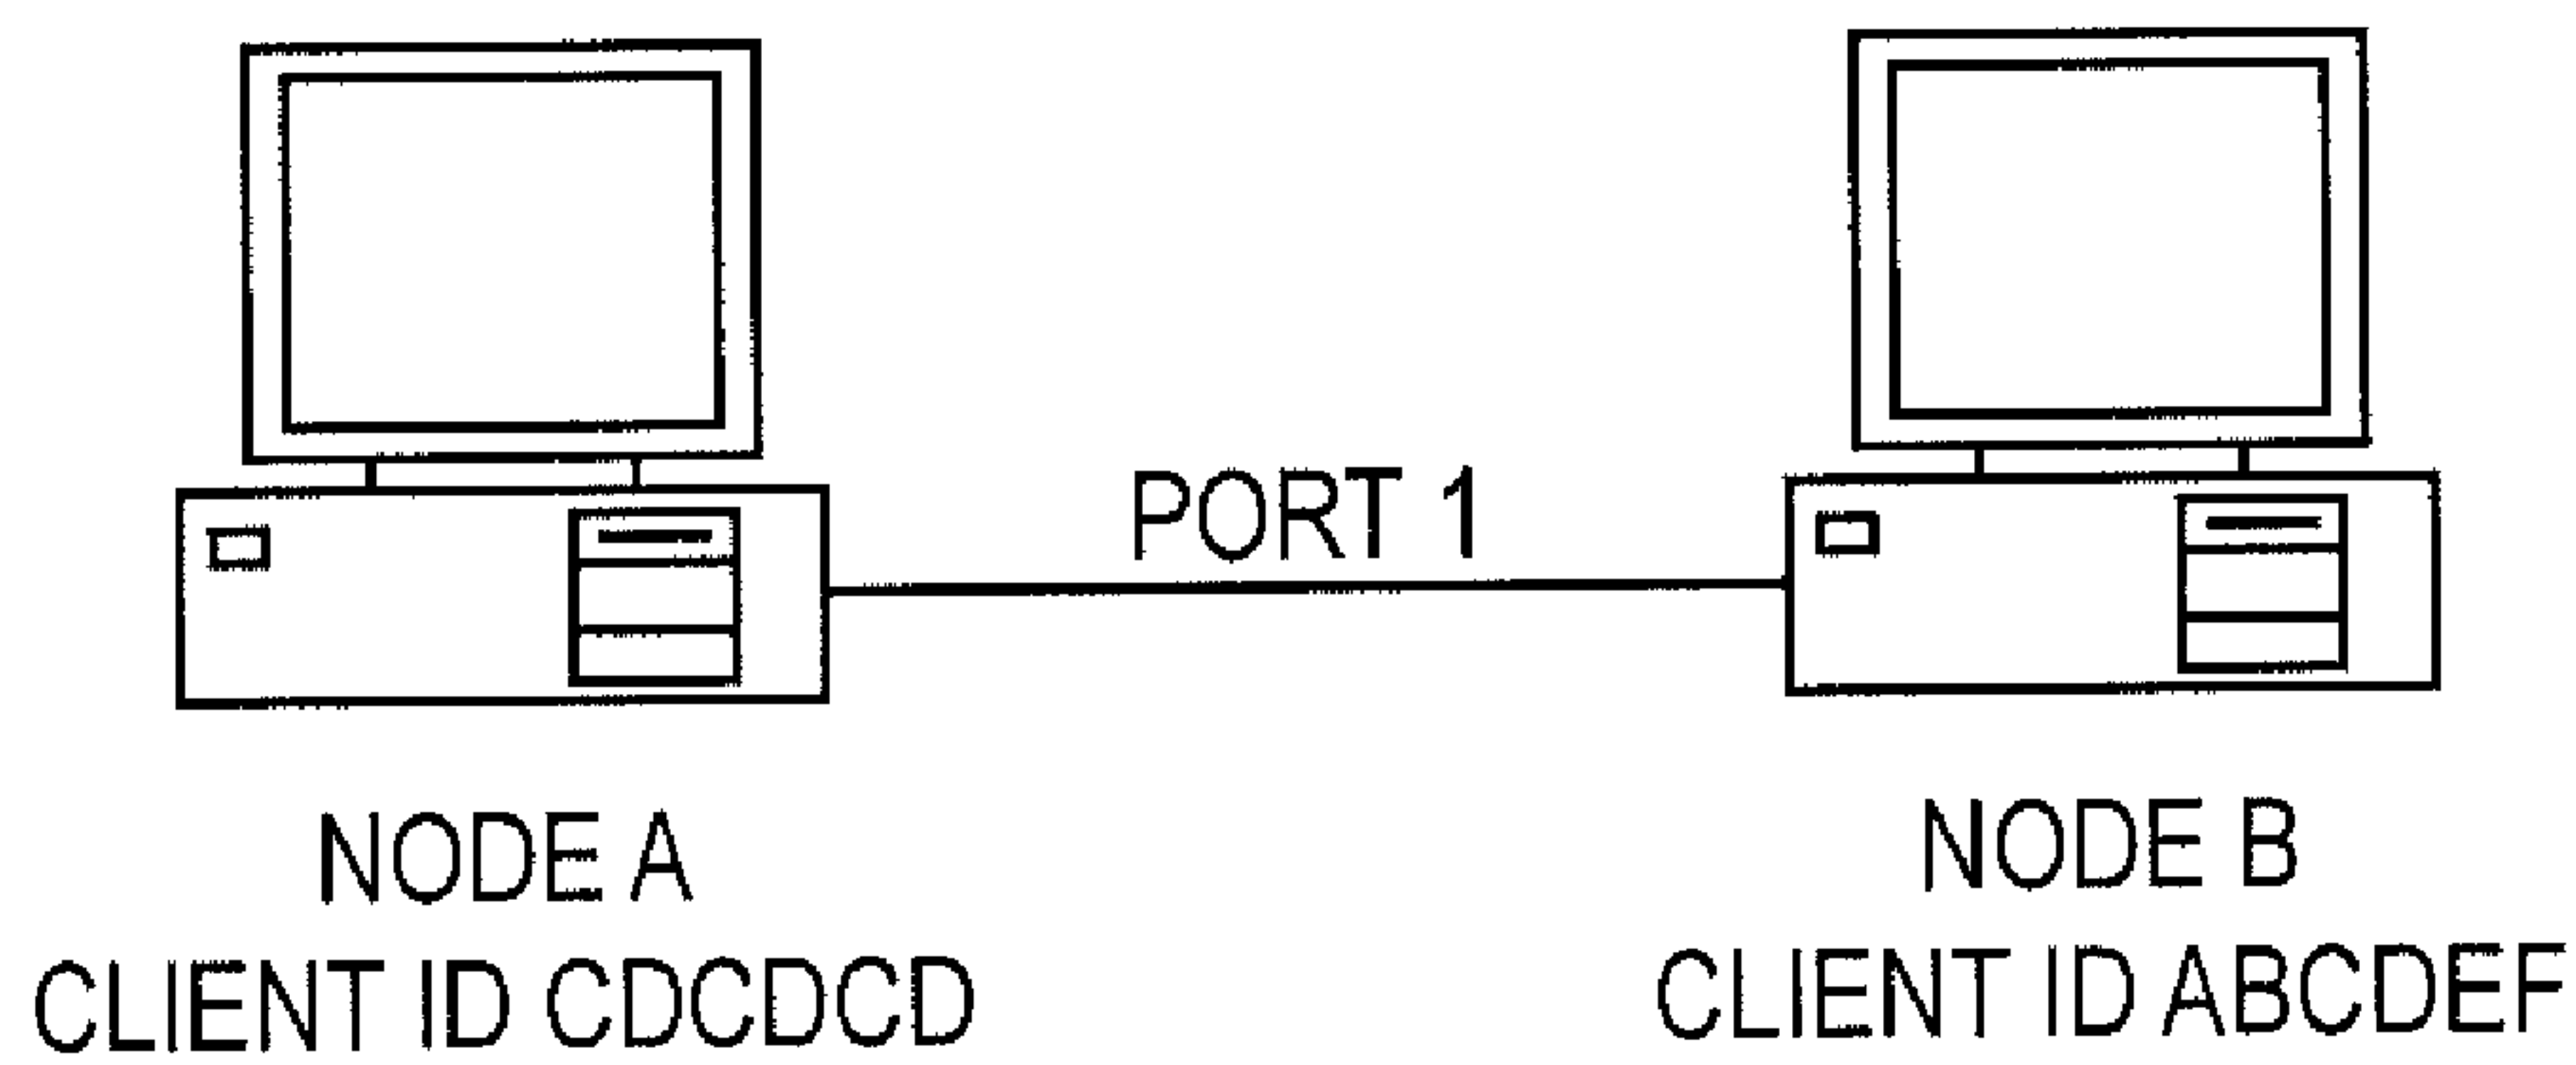 PORT 1
NODE A
CLIENT ID CDCDCD
NODE B
CLIENT ID ABCDEF